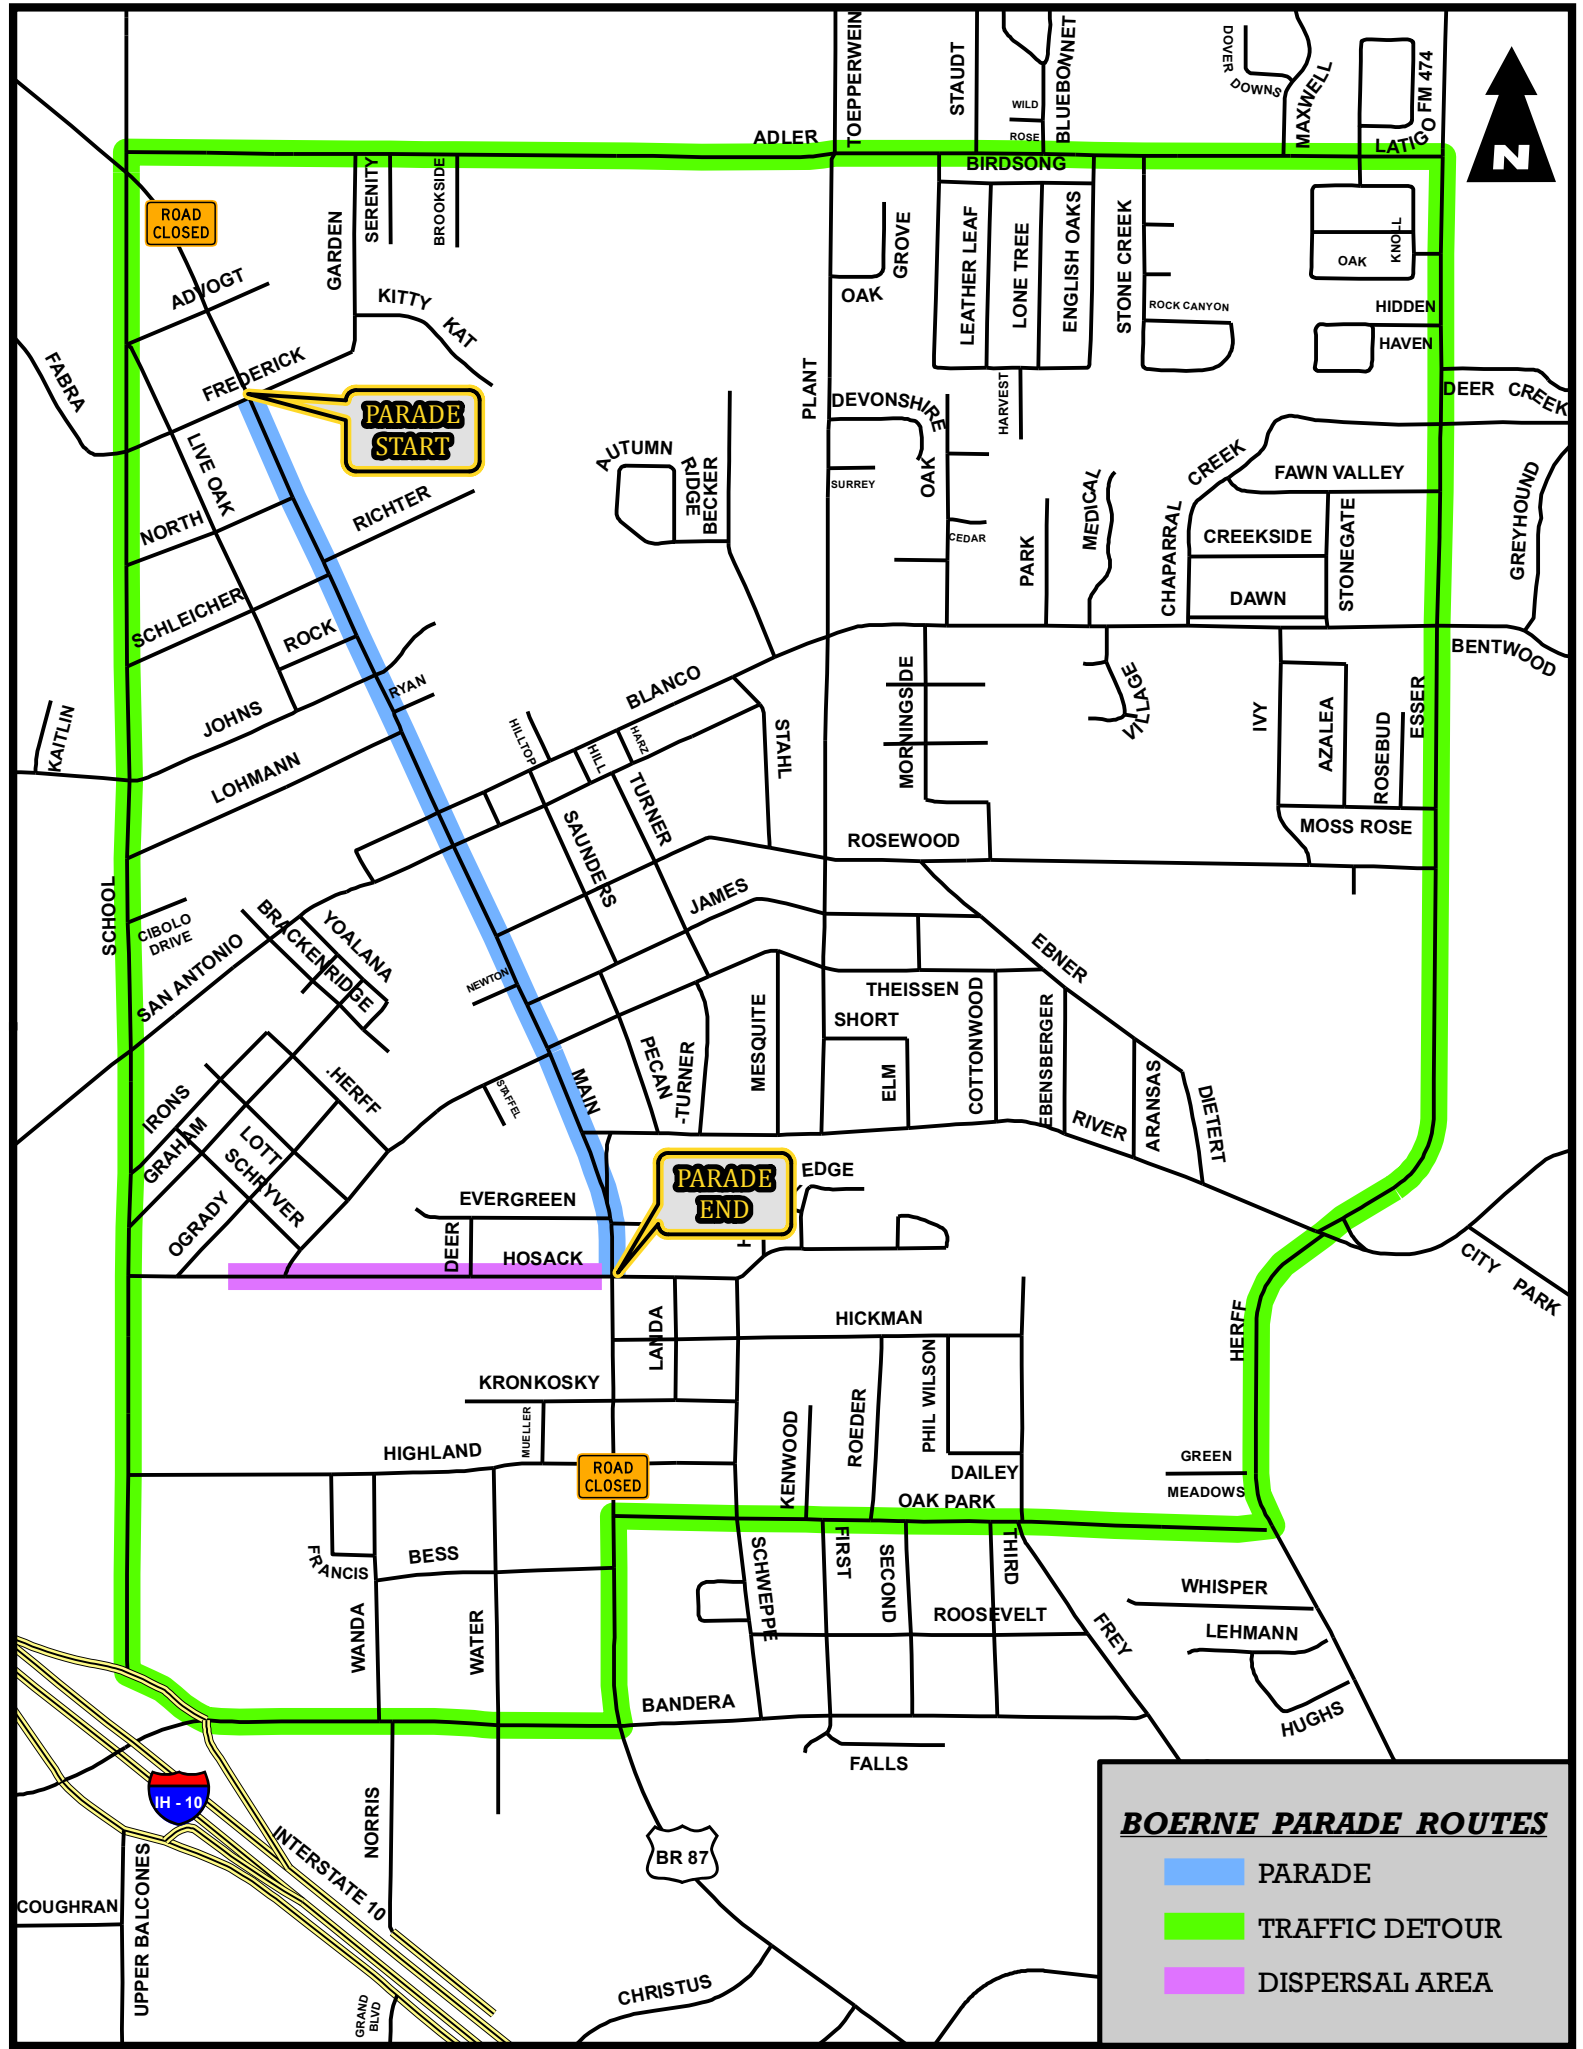 TOEPPERWEIN
STAUDT
BLUEBONNET
WILD
ROSE
DOVER
DOWNS
MAXWELL
FM 474
LATIGO
ADLER
BIRDSONG
N
ROAD
CLOSED
SERENITY
BROOKSIDE
GARDEN
ADVOGT
KITTY
KAT
GROVE
OAK
LEATHER LEAF
LONE TREE
ENGLISH OAKS
STONE CREEK
ROCK CANYON
KNOLL
OAK
HIDDEN
HAVEN
FABRA
FREDERICK
PARADE
START
PLANT
DEVONSHIRE
HARVEST
DEER CREEK
LIVE OAK
AUTUMN
RIDGE
BECKER
SURREY
OAK
CEDAR
MEDICAL
PARK
CREEK
CHAPARRAL
FAWN VALLEY
CREEKSIDE
STONEGATE
DAWN
GREYHOUND
NORTH
RICHTER
SCHLEICHER
ROCK
BENTWOOD
JOHNS
RYAN
BLANCO
KAITLIN
LOHMANN
HILLTOP
HILL
HARZ
STAHL
MORNINGSIDE
VILLAGE
IVY
AZALEA
ROSEBUD
ESSER
MOSS ROSE
TURNER
SAUNDERS
ROSEWOOD
JAMES
SCHOOL
CIBOLO
DRIVE
SAN ANTONIO
BRACKENRIDGE
YOALANA
NEWTON
EBNER
THEISSEN
SHORT
MESQUITE
COTTONWOOD
EBENSBERGER
ELM
PECAN
-TURNER
MAIN
STAFFEL
IRONS
.HERFF
GRAHAM
LOTT
SCHRYVER
OGRADY
RIVER
ARANSAS
DIETERT
EVERGREEN
DEER
HOSACK
PARADE
END
EDGE
CITY
PARK
HERFF
LANDA
HICKMAN
KRONKOSKY
MUELLER
HIGHLAND
ROAD
CLOSED
KENWOOD
ROEDER
PHIL WILSON
DAILEY
OAK PARK
GREEN
MEADOWS
FRANCIS
BESS
WANDA
WATER
SCHWEPPE
FIRST
SECOND
THIRD
ROOSEVELT
FREY
WHISPER
LEHMANN
HUGHS
BANDERA
FALLS
IH - 10
INTERSTATE 10
NORRIS
BR 87
COUGHRAN
UPPER BALCONES
GRAND
BLVD
CHRISTUS
BOERNE PARADE ROUTES
PARADE
TRAFFIC DETOUR
DISPERSAL AREA